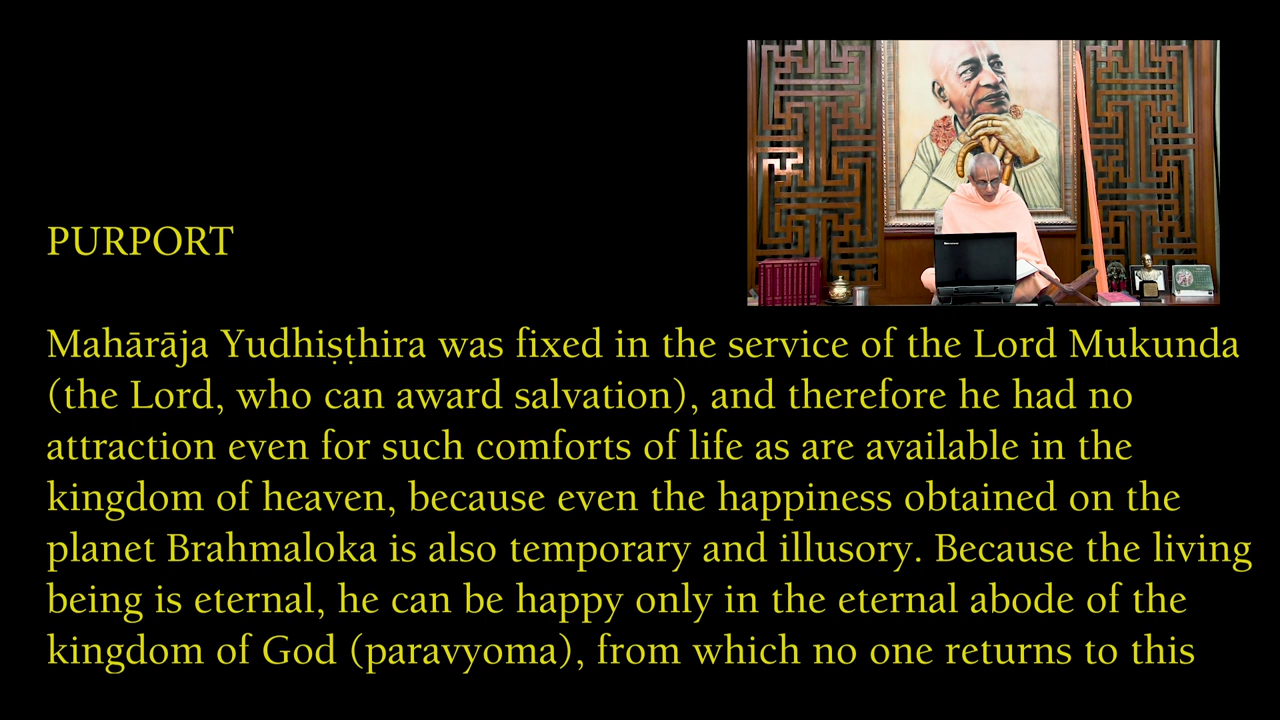 PURPORT
Mahārāja Yudhiṣṭhira was fixed in the service of the Lord Mukunda
(the Lord, who can award salvation), and therefore he had no
attraction even for such comforts of life as are available in the
kingdom of heaven, because even the happiness obtained on the
planet Brahmaloka is also temporary and illusory. Because the living
being is eternal, he can be happy only in the eternal abode of the
kingdom of God (paravyoma), from which no one returns to this